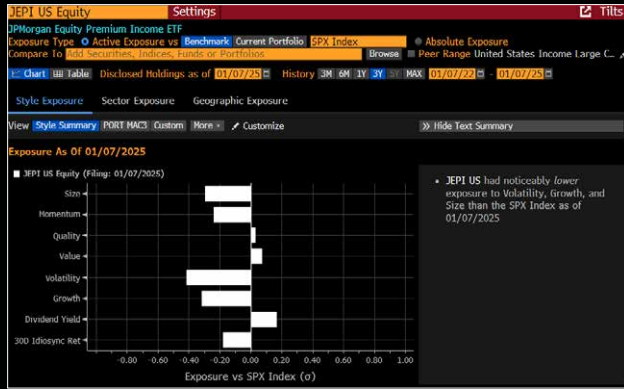 JEPI US Equity Settings Tilts
JPMorgan Equity Premium Income ETF
Exposure Type Active Exposure vs Benchmark Current Portfolio SPX Index Absolute Exposure
Compare To Add Securities, Indices, Funds or Portfolios Browse Peer Range United States Income Large C...
Chart Table Disclosed Holdings as of 01/07/25 History 3M 6M 1Y 3Y 5Y MAX 01/07/22 - 01/07/25
Style Exposure Sector Exposure Geographic Exposure
View Style Summary PORT MAC3 Custom More Customize >> Hide Text Summary
Exposure As Of 01/07/2025
JEPI US Equity (Filing: 01/07/2025)
Size
Momentum
Quality
Value
Volatility
Growth
Dividend Yield
30D Idiosync Ret
-0.80 -0.60 -0.40 -0.20 0.00 0.20 0.40 0.60 0.80 1.00
Exposure vs SPX Index (σ)
• JEPI US had noticeably lower
exposure to Volatility, Growth, and
Size than the SPX Index as of
01/07/2025